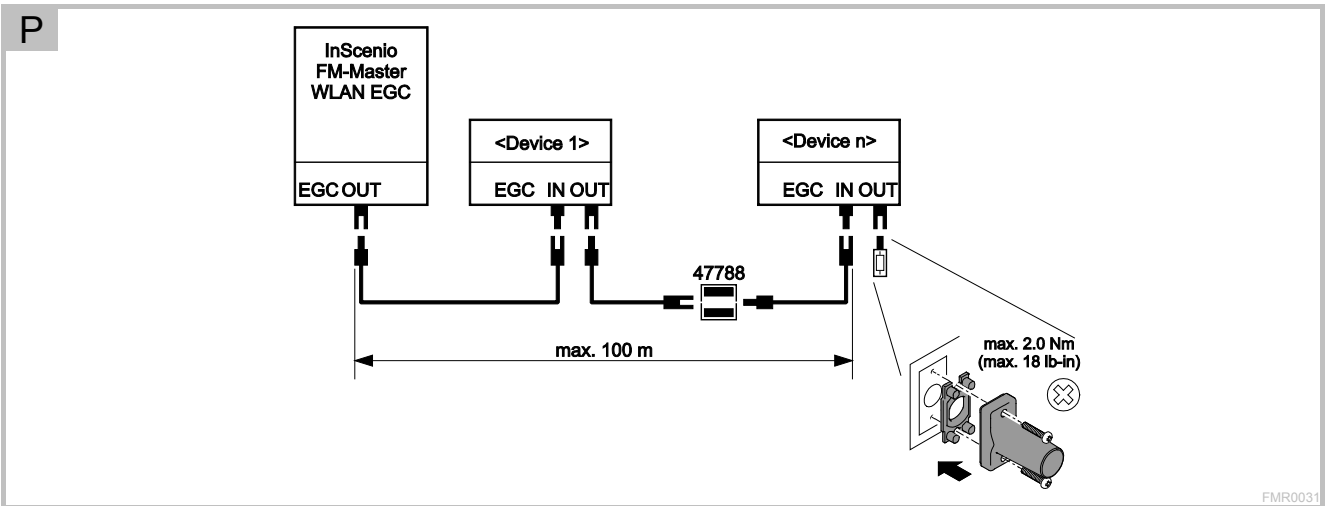 P
InScenio
FM-Master
WLAN EGC
EGC OUT
<Device 1>
EGC IN OUT
<Device n>
EGC IN OUT
47788
max. 100 m
max. 2.0 Nm
(max. 18 lb-in)
FMR0031